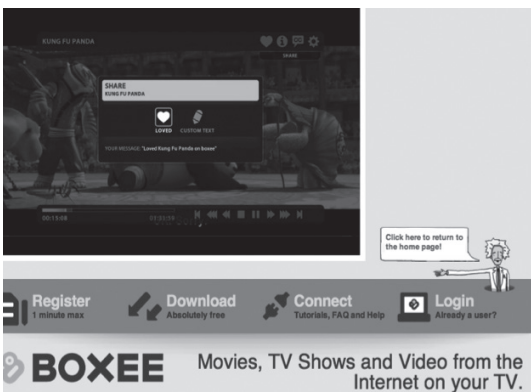 KUNG FU PANDA
SHARE
SHARE
KUNG FU PANDA
LOVED CUSTOM TEXT
YOUR MESSAGE "Loved Kung Fu Panda on boxee"
00:15:08
Click here to return to
the home page!
Register
1 minute max
Download
Absolutely free
Connect
Tutorials, FAQ and Help
Login
Already a user?
BOXEE
Movies, TV Shows and Video from the
Internet on your TV.